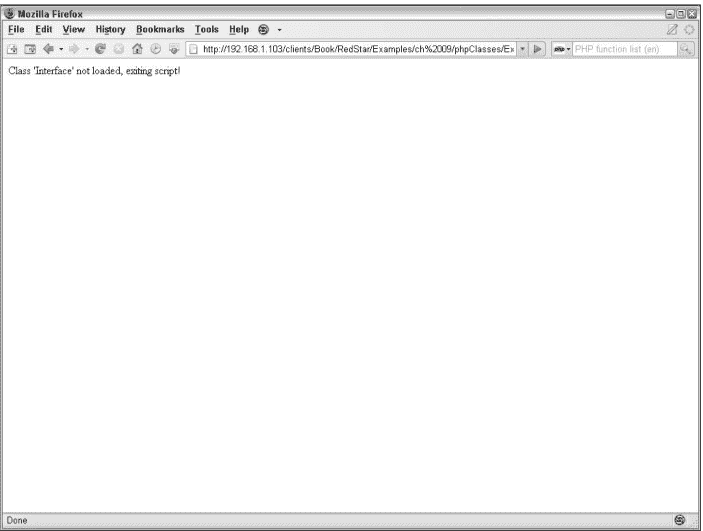 Mozilla Firefox
File Edit View History Bookmarks Tools Help
http://192.168.1.103/clients/Book/RedStar/Examples/ch%2009/phpClasses/Ex
php PHP function list (en)
Class 'Interface' not loaded, exiting script!
Done